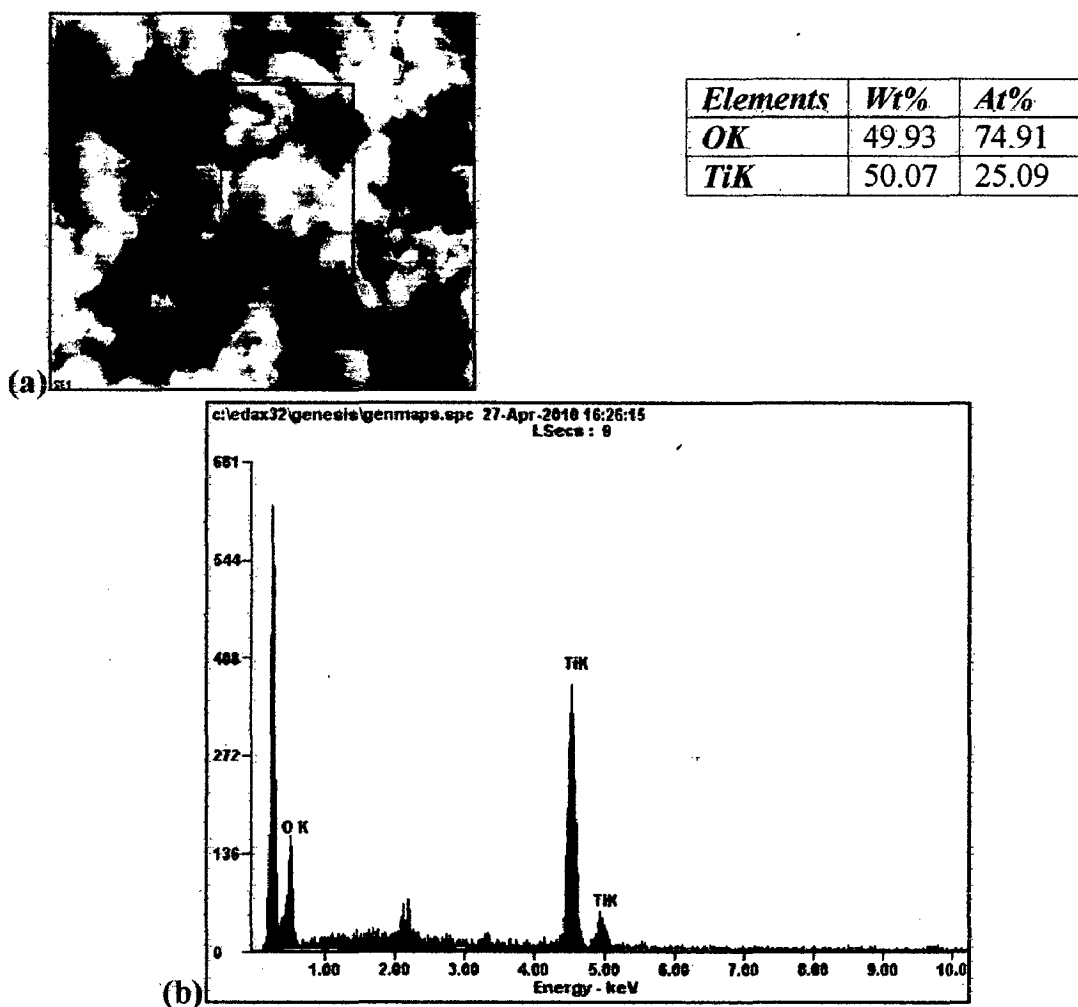 Elements Wt% At%
OK 49.93 74.91
TiK 50.07 25.09
(a)
SE1
c:\edax32\genesis\genmaps.spc 27-Apr-2010 16:26:15
LSecs : 9
681
544
408
272
136
0
O K
TiK
TiK
1.00 2.00 3.00 4.00 5.00 6.00 7.00 8.00 9.00 10.0
Energy - keV
(b)